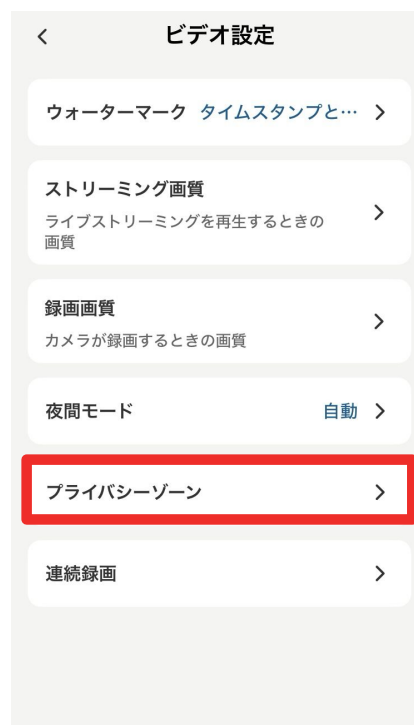 ビデオ設定
ウォーターマーク タイムスタンプと…
ストリーミング画質
ライブストリーミングを再生するときの
画質
録画画質
カメラが録画するときの画質
夜間モード 自動
プライバシーゾーン
連続録画